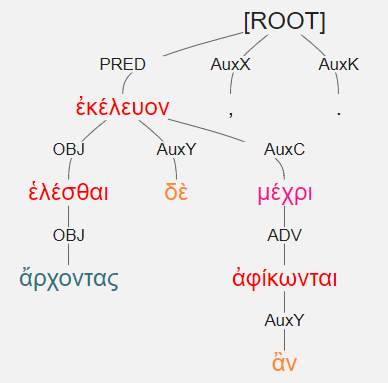 [ROOT]
PRED AuxX AuxK
ἐκέλευον , .
OBJ AuxY AuxC
ἑλέσθαι δὲ μέχρι
OBJ ADV
ἄρχοντας ἀφίκωνται
AuxY
ἂν